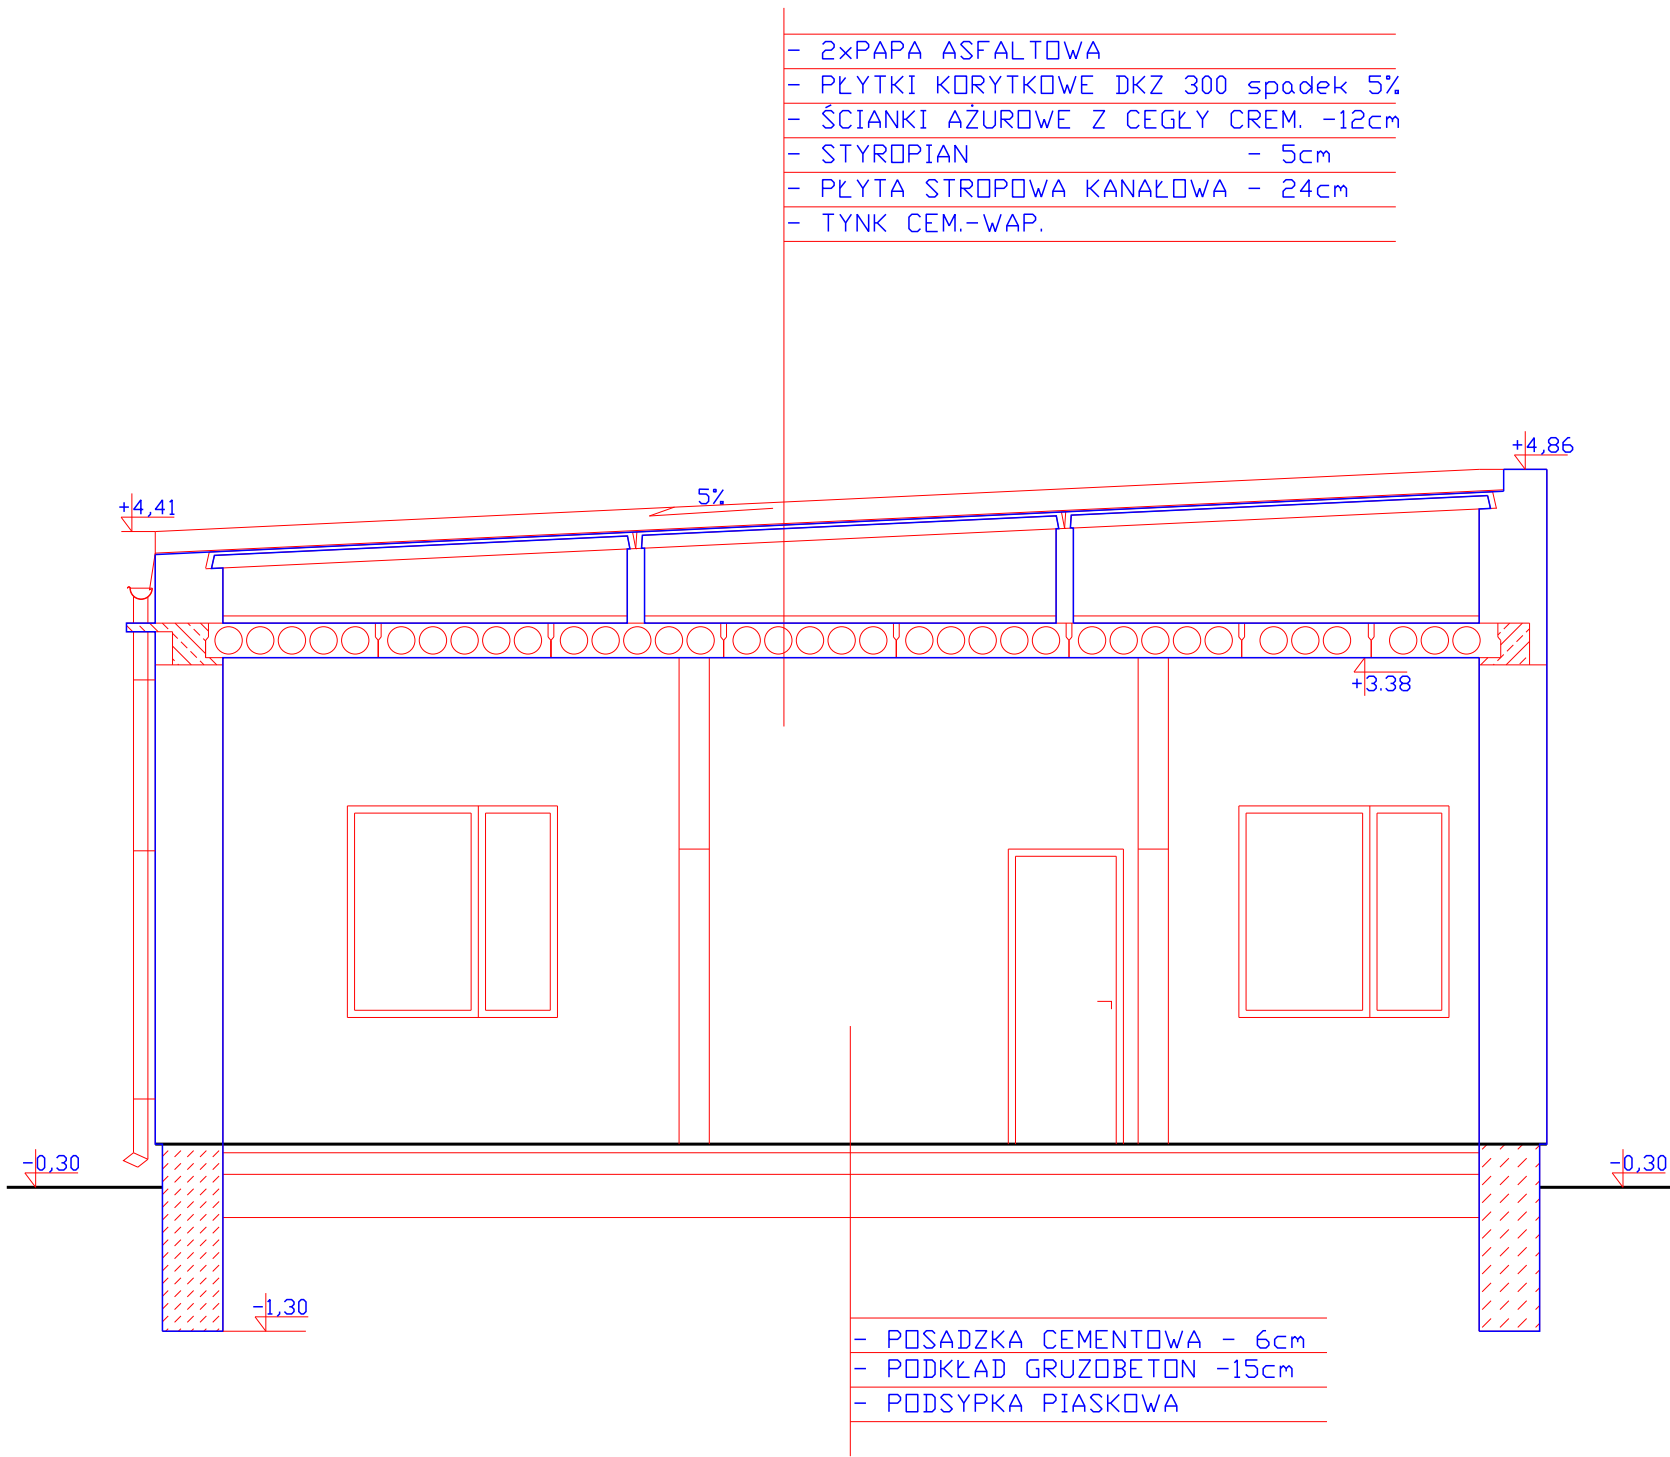 - 2xPAPA ASFALTOWA
- PŁYTKI KORYTKOWE DKZ 300 spadek 5%
- ŚCIANKI AŻUROWE Z CEGŁY CREM. -12cm
- STYROPIAN - 5cm
- PŁYTA STROPOWA KANAŁOWA - 24cm
- TYNK CEM.-WAP.
+4,86
5%
+4,41
+3.38
-0,30
-0,30
-1,30
- POSADZKA CEMENTOWA - 6cm
- PODKŁAD GRUZOBETON -15cm
- PODSYPKA PIASKOWA